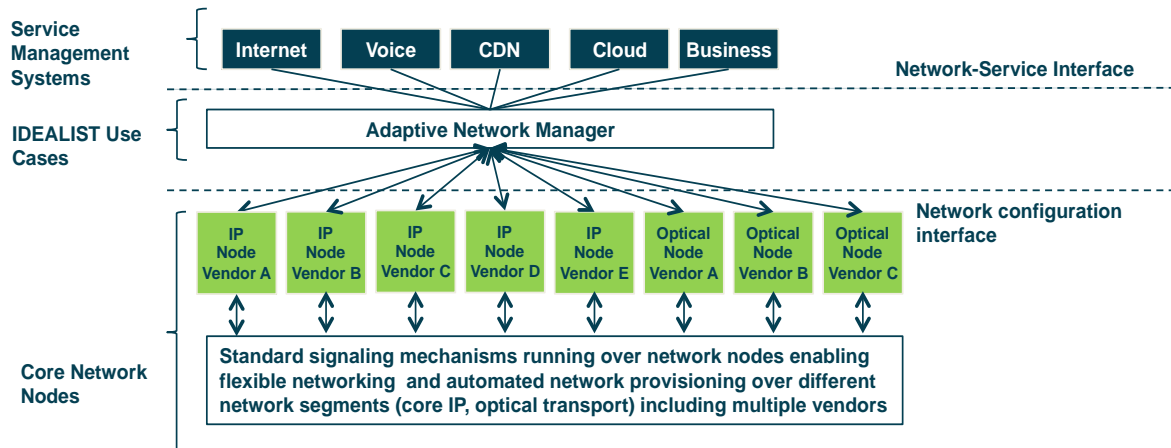 Service
Management
Systems
Internet
Voice
CDN
Cloud
Business
Network-Service Interface
IDEALIST Use
Cases
Adaptive Network Manager
Network configuration
interface
IP
Node
Vendor A
IP
Node
Vendor B
IP
Node
Vendor C
IP
Node
Vendor D
IP
Node
Vendor E
Optical
Node
Vendor A
Optical
Node
Vendor B
Optical
Node
Vendor C
Core Network
Nodes
Standard signaling mechanisms running over network nodes enabling
flexible networking and automated network provisioning over different
network segments (core IP, optical transport) including multiple vendors